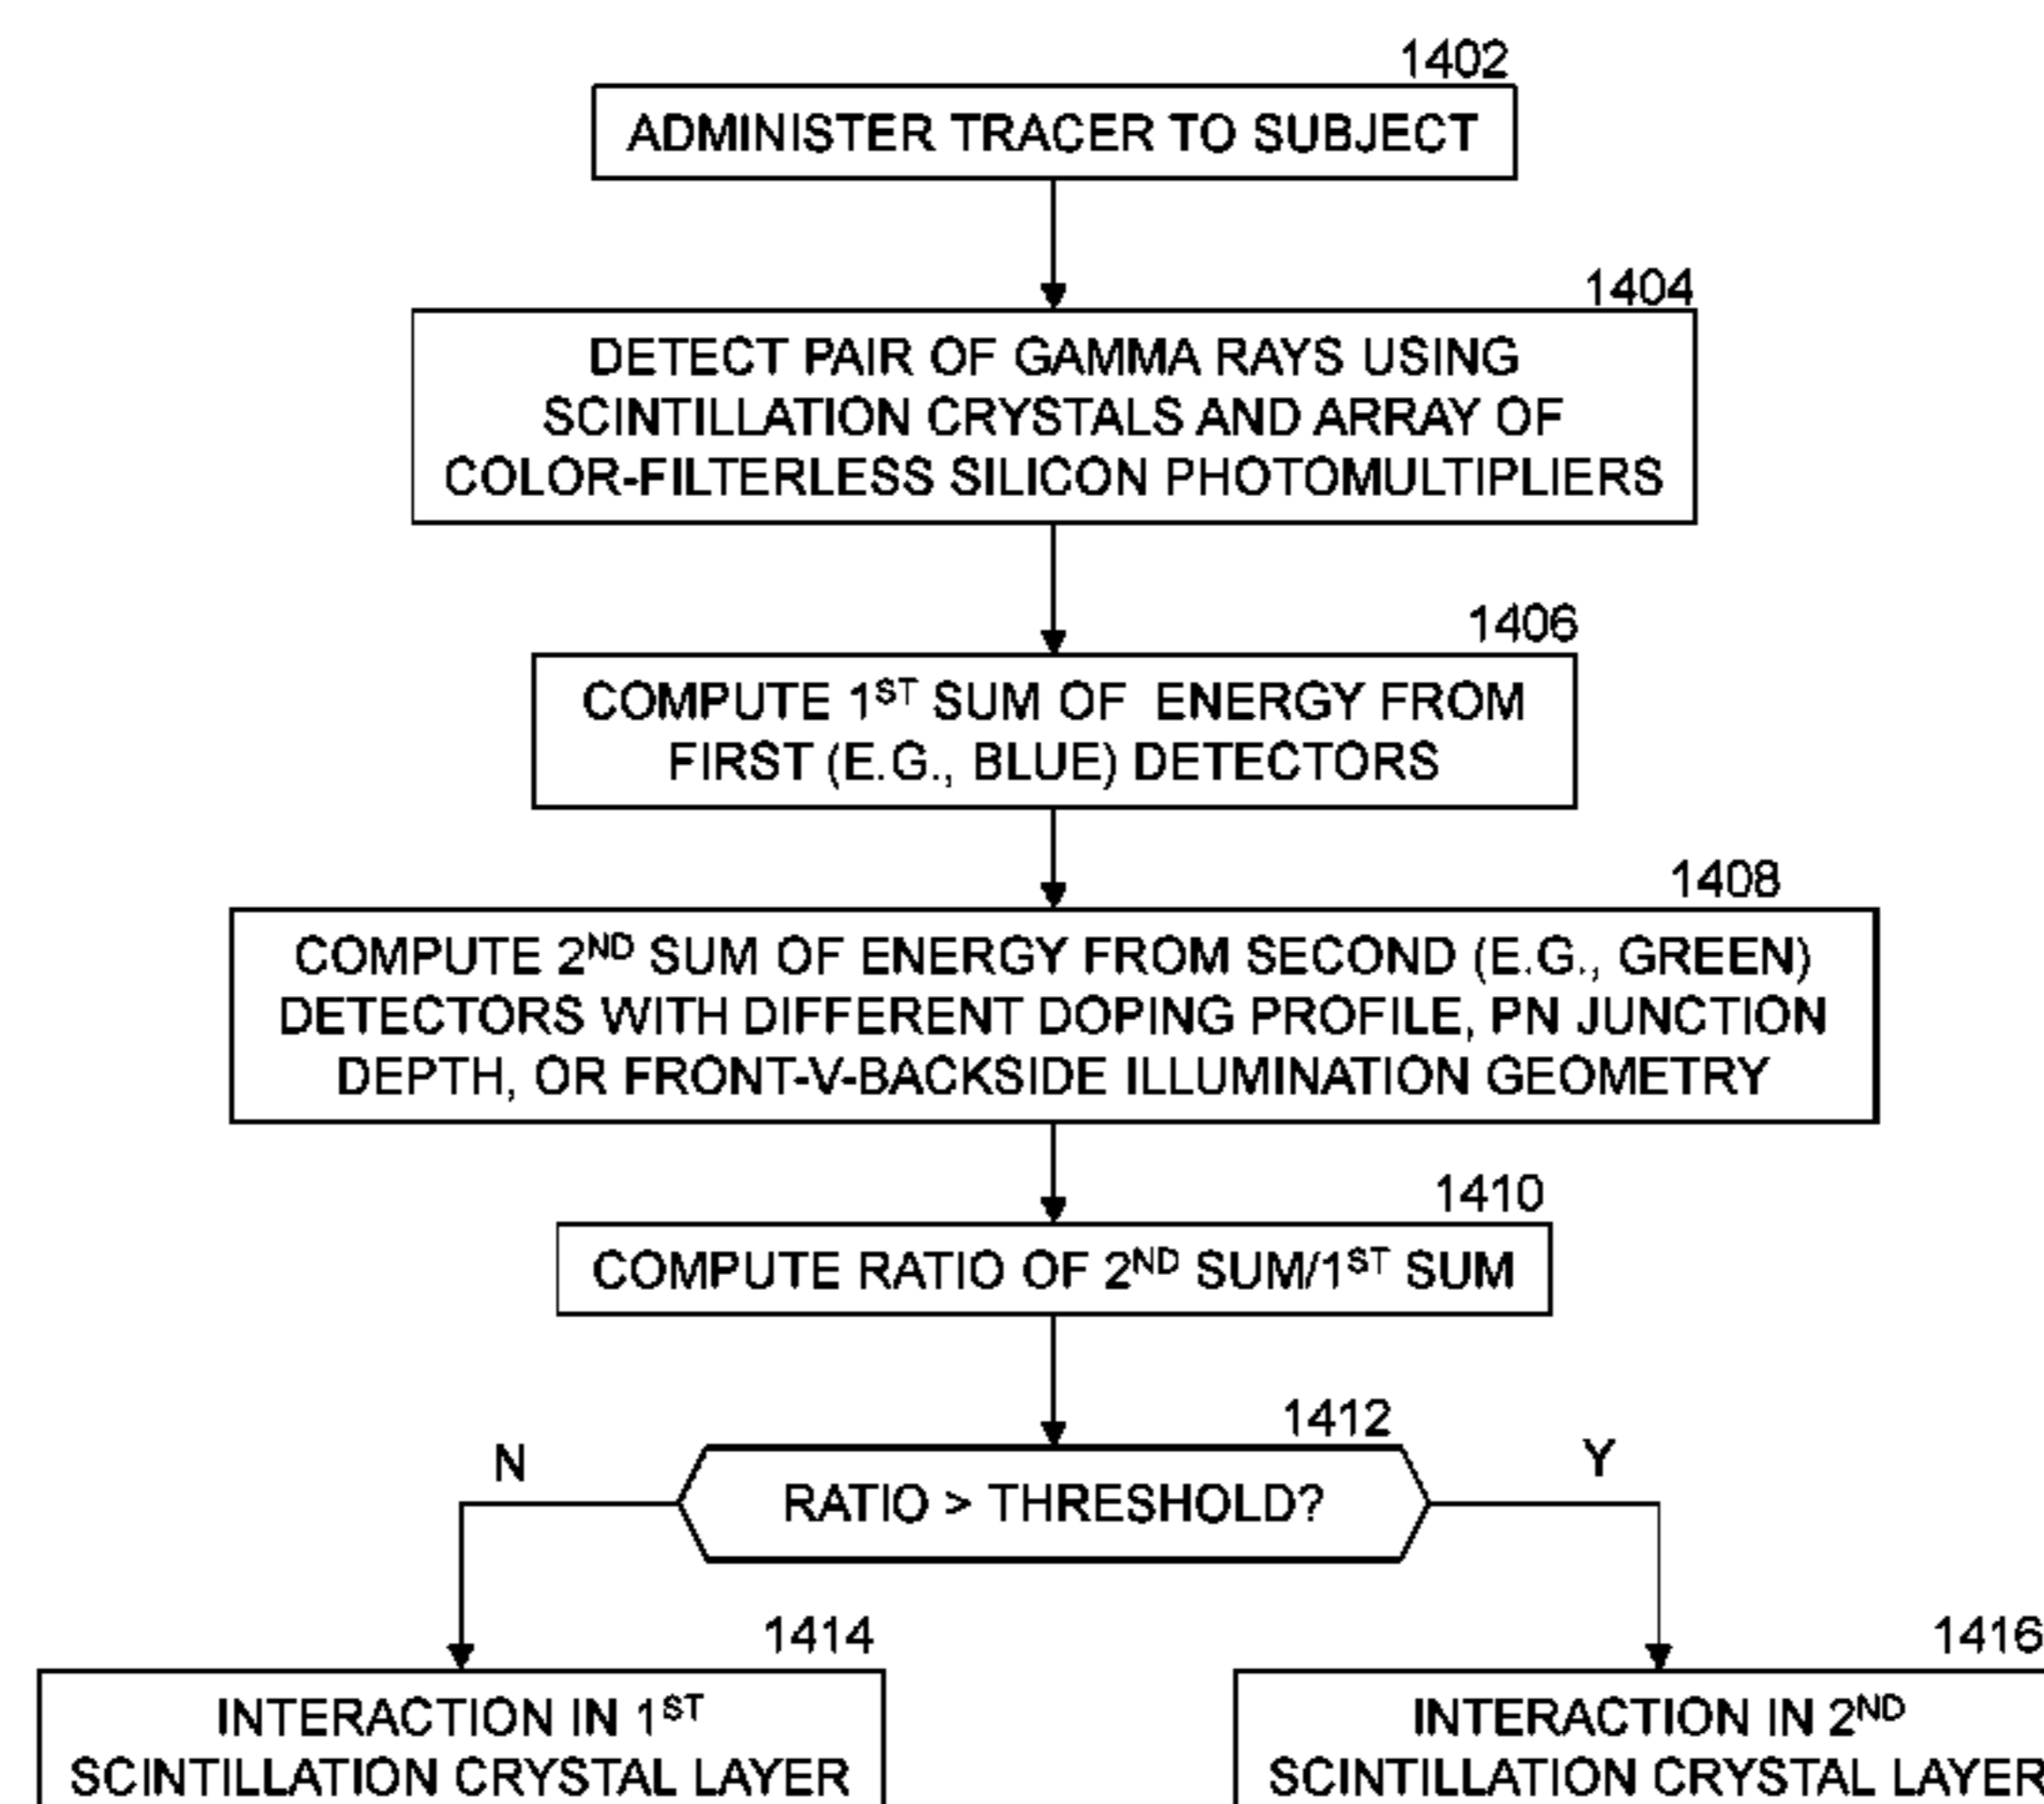 1402
ADMINISTER TRACER TO SUBJECT
1404
DETECT PAIR OF GAMMA RAYS USING
SCINTILLATION CRYSTALS AND ARRAY OF
COLOR-FILTERLESS SILICON PHOTOMULTIPLIERS
1406
COMPUTE 1ST SUM OF ENERGY FROM
FIRST (E.G., BLUE) DETECTORS
1408
COMPUTE 2ND SUM OF ENERGY FROM SECOND (E.G., GREEN)
DETECTORS WITH DIFFERENT DOPING PROFILE, PN JUNCTION
DEPTH, OR FRONT-V-BACKSIDE ILLUMINATION GEOMETRY
1410
COMPUTE RATIO OF 2ND SUM/1ST SUM
1412
N
Y
RATIO > THRESHOLD?
1414
INTERACTION IN 1ST
SCINTILLATION CRYSTAL LAYER
1416
INTERACTION IN 2ND
SCINTILLATION CRYSTAL LAYER